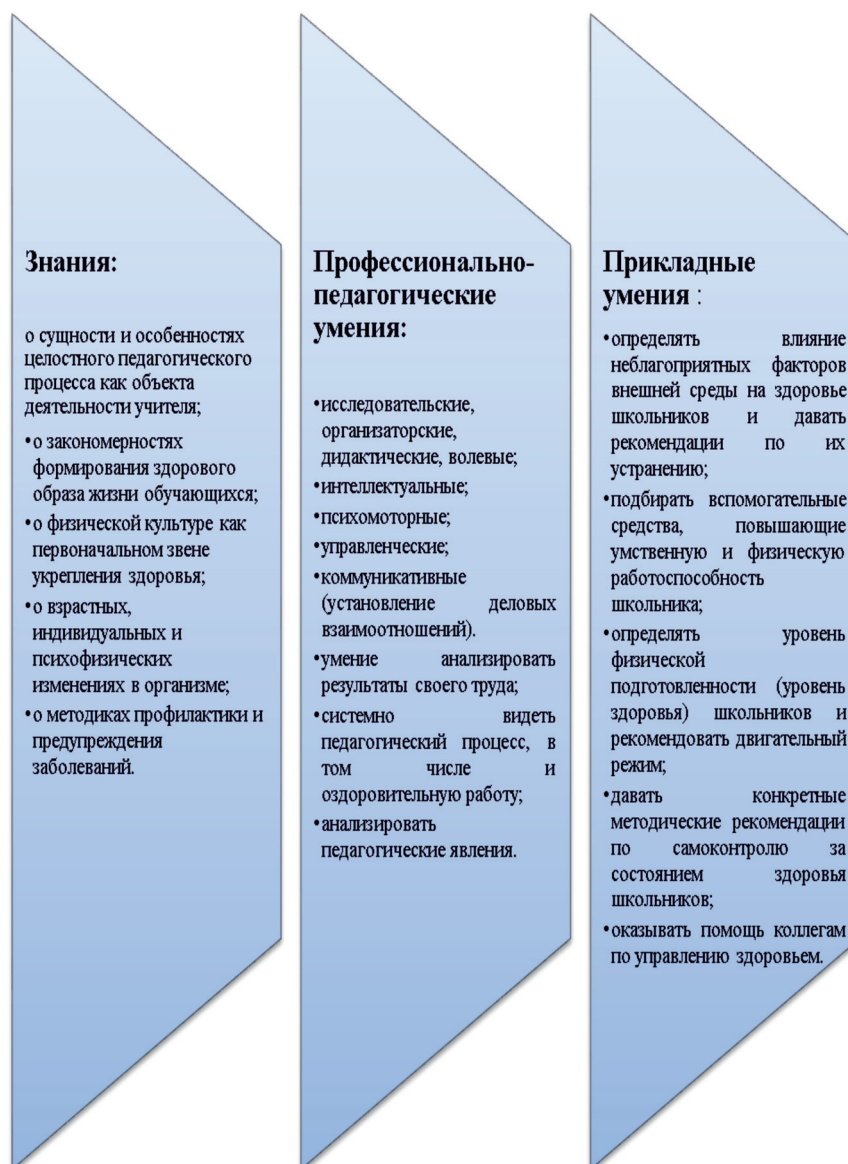 Знания:
о сущности и особенностях
целостного педагогического
процесса как объекта
деятельности учителя;
•о закономерностях
формирования здорового
образа жизни обучающихся;
•о физической культуре как
первоначальном звене
укрепления здоровья;
•о взрастных,
индивидуальных и
психофизических
изменениях в организме;
•о методиках профилактики и
предупреждения
заболеваний.
Профессионально-
педагогические
умения:
•исследовательские,
организаторские,
дидактические, волевые;
•интеллектуальные;
•психомоторные;
•управленческие;
•коммуникативные
(установление деловых
взаимоотношений).
•умение анализировать
результаты своего труда;
•системно видеть
педагогический процесс, в
том числе и
оздоровительную работу;
•анализировать
педагогические явления.
Прикладные
умения :
•определять влияние
неблагоприятных факторов
внешней среды на здоровье
школьников и давать
рекомендации по их
устранению;
•подбирать вспомогательные
средства, повышающие
умственную и физическую
работоспособность
школьника;
•определять уровень
физической
подготовленности (уровень
здоровья) школьников и
рекомендовать двигательный
режим;
•давать конкретные
методические рекомендации
по самоконтролю за
состоянием здоровья
школьников;
•оказывать помощь коллегам
по управлению здоровьем.